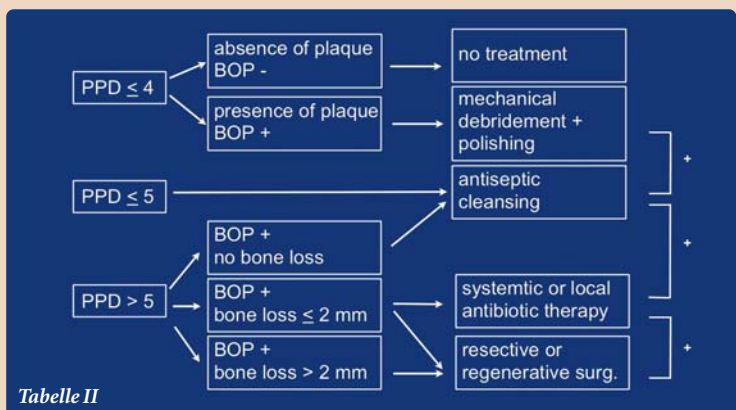 absence of plaque
BOP -
no treatment
PPD ≤ 4
presence of plaque
BOP +
mechanical
debridement +
polishing
+
PPD ≤ 5
antiseptic
cleansing
BOP +
no bone loss
+
PPD > 5
BOP +
bone loss ≤ 2 mm
systemtic or local
antibiotic therapy
BOP +
bone loss > 2 mm
resective or
regenerative surg.
+
Tabelle II